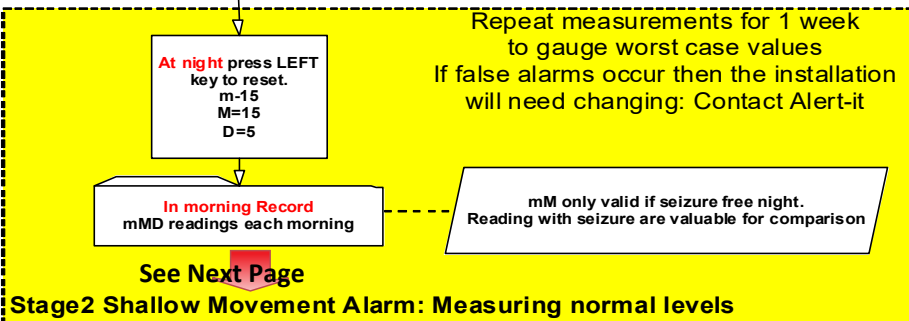 Repeat measurements for 1 week
to gauge worst case values
If false alarms occur then the installation
will need changing: Contact Alert-it
At night press LEFT
key to reset.
m-15
M=15
D=5
In morning Record
mMD readings each morning
mM only valid if seizure free night.
Reading with seizure are valuable for comparison
See Next Page
Stage2 Shallow Movement Alarm: Measuring normal levels